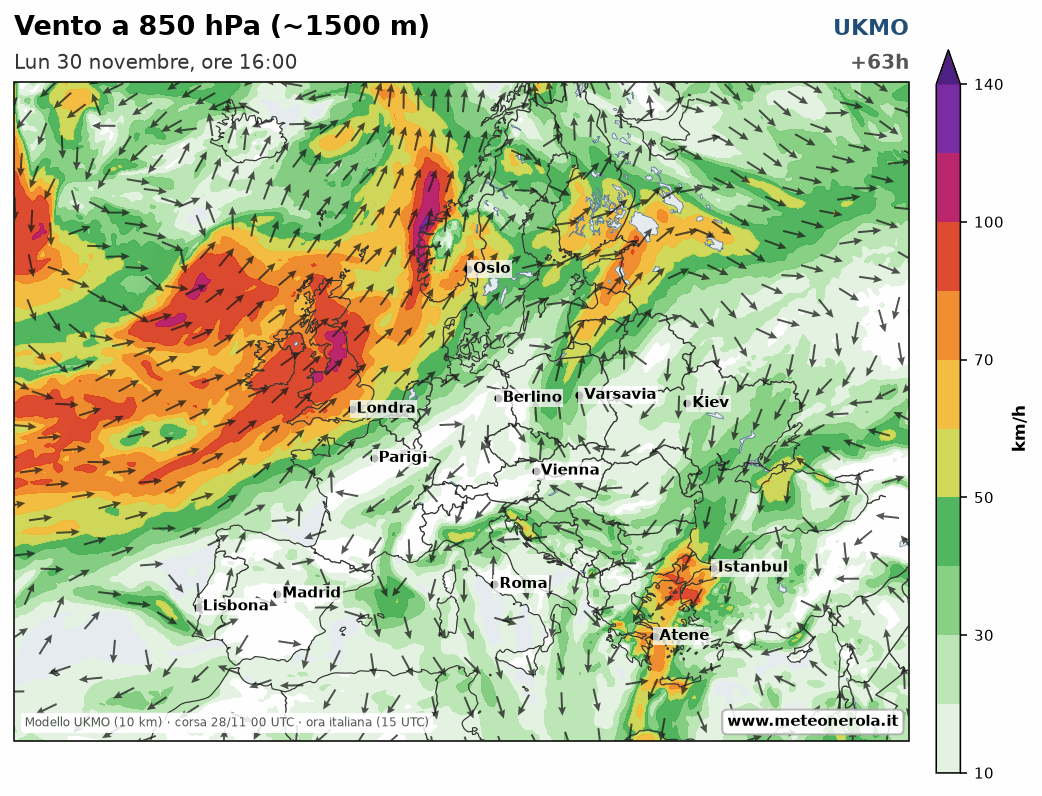 Vento a 850 hPa (~1500 m)
UKMO
Lun 30 novembre, ore 16:00
+63h
140
100
70
50
30
10
km/h
Oslo
Londra
Berlino
Varsavia
Kiev
Parigi
Vienna
Istanbul
Roma
Madrid
Lisbona
Atene
Modello UKMO (10 km) · corsa 28/11 00 UTC · ora italiana (15 UTC)
www.meteonerola.it